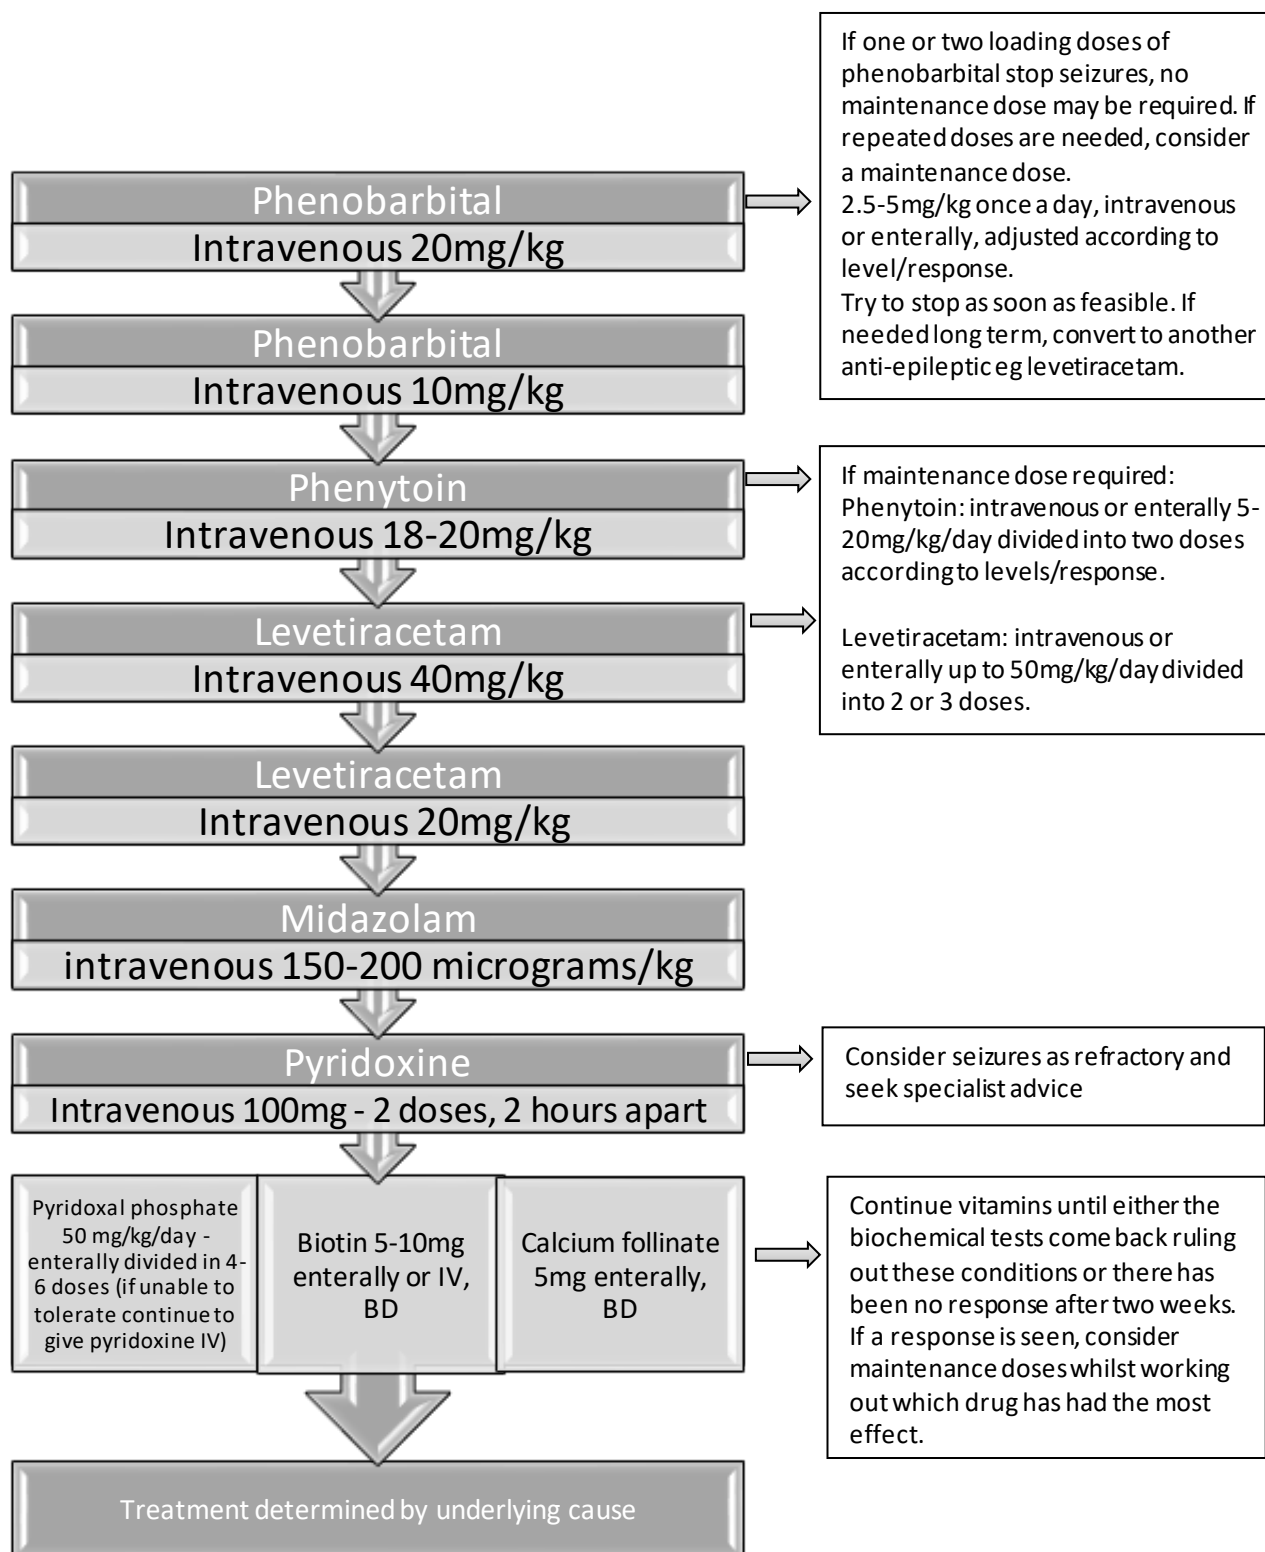 If one or two loading doses of
phenobarbital stop seizures, no
maintenance dose may be required. If
repeated doses are needed, consider
a maintenance dose.
2.5-5mg/kg once a day, intravenous
or enterally, adjusted according to
level/response.
Try to stop as soon as feasible. If
needed long term, convert to another
anti-epileptic eg levetiracetam.
Phenobarbital
Intravenous 20mg/kg
Phenobarbital
Intravenous 10mg/kg
Phenytoin
Intravenous 18-20mg/kg
If maintenance dose required:
Phenytoin: intravenous or enterally 5-
20mg/kg/day divided into two doses
according to levels/response.
Levetiracetam: intravenous or
enterally up to 50mg/kg/day divided
into 2 or 3 doses.
Levetiracetam
Intravenous 40mg/kg
Levetiracetam
Intravenous 20mg/kg
Midazolam
intravenous 150-200 micrograms/kg
Pyridoxine
Intravenous 100mg - 2 doses, 2 hours apart
Consider seizures as refractory and
seek specialist advice
Pyridoxal phosphate
50 mg/kg/day -
enterally divided in 4-
6 doses (if unable to
tolerate continue to
give pyridoxine IV)
Biotin 5-10mg
enterally or IV,
BD
Calcium follinate
5mg enterally,
BD
Continue vitamins until either the
biochemical tests come back ruling
out these conditions or there has
been no response after two weeks.
If a response is seen, consider
maintenance doses whilst working
out which drug has had the most
effect.
Treatment determined by underlying cause